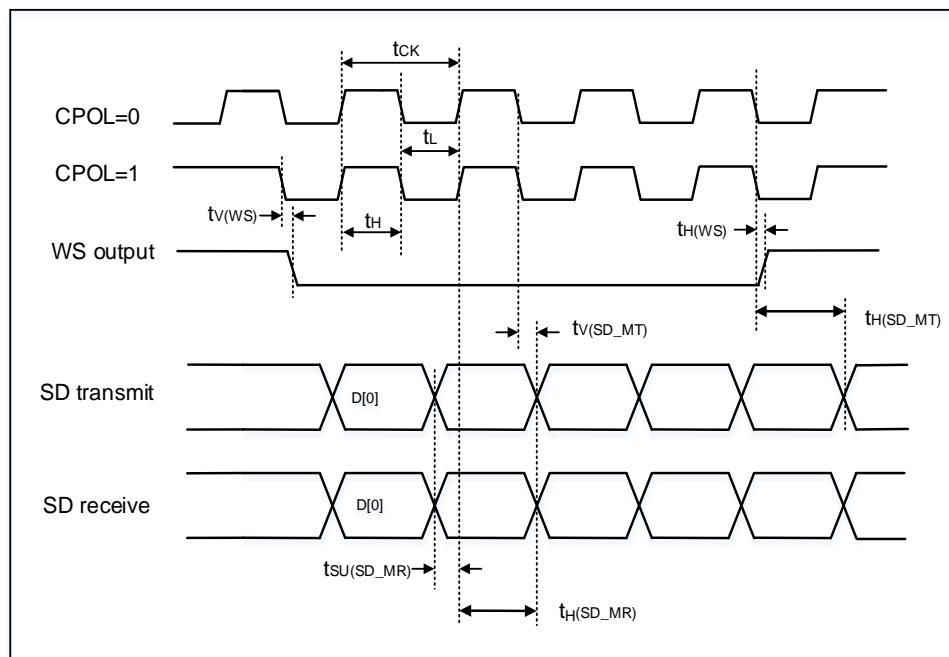 tCK
CPOL=0
tL
CPOL=1
tV(WS)
tH
tH(WS)
WS output
tV(SD_MT)
tH(SD_MT)
SD transmit
D[0]
SD receive
D[0]
tSU(SD_MR)
tH(SD_MR)